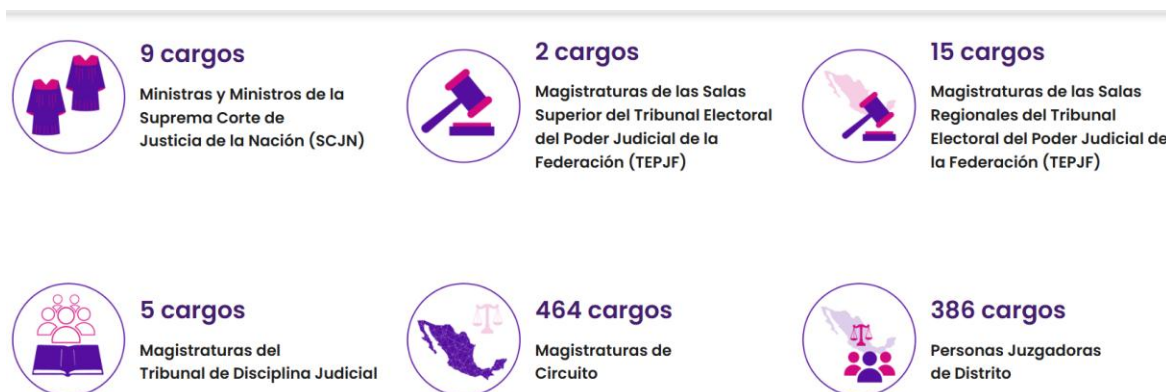 9 cargos
Ministras y Ministros de la
Suprema Corte de
Justicia de la Nación (SCJN)
2 cargos
Magistraturas de las Salas
Superior del Tribunal Electoral
del Poder Judicial de la
Federación (TEPJF)
15 cargos
Magistraturas de las Salas
Regionales del Tribunal
Electoral del Poder Judicial de
la Federación (TEPJF)
5 cargos
Magistraturas del
Tribunal de Disciplina Judicial
464 cargos
Magistraturas de
Circuito
386 cargos
Personas Juzgadoras
de Distrito